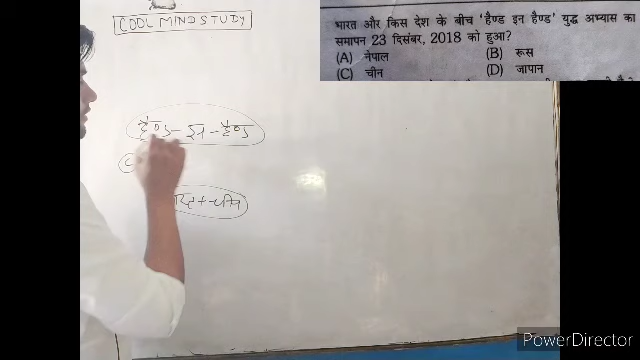 COOL MIND STUDY
भारत और किस देश के बीच 'हैण्ड इन हैण्ड' युद्ध अभ्यास का
समापन 23 दिसंबर, 2018 को हुआ?
(A) नेपाल (B) रूस
(C) चीन (D) जापान
हैण्ड - इन - हैण्ड
+ चीन
PowerDirector